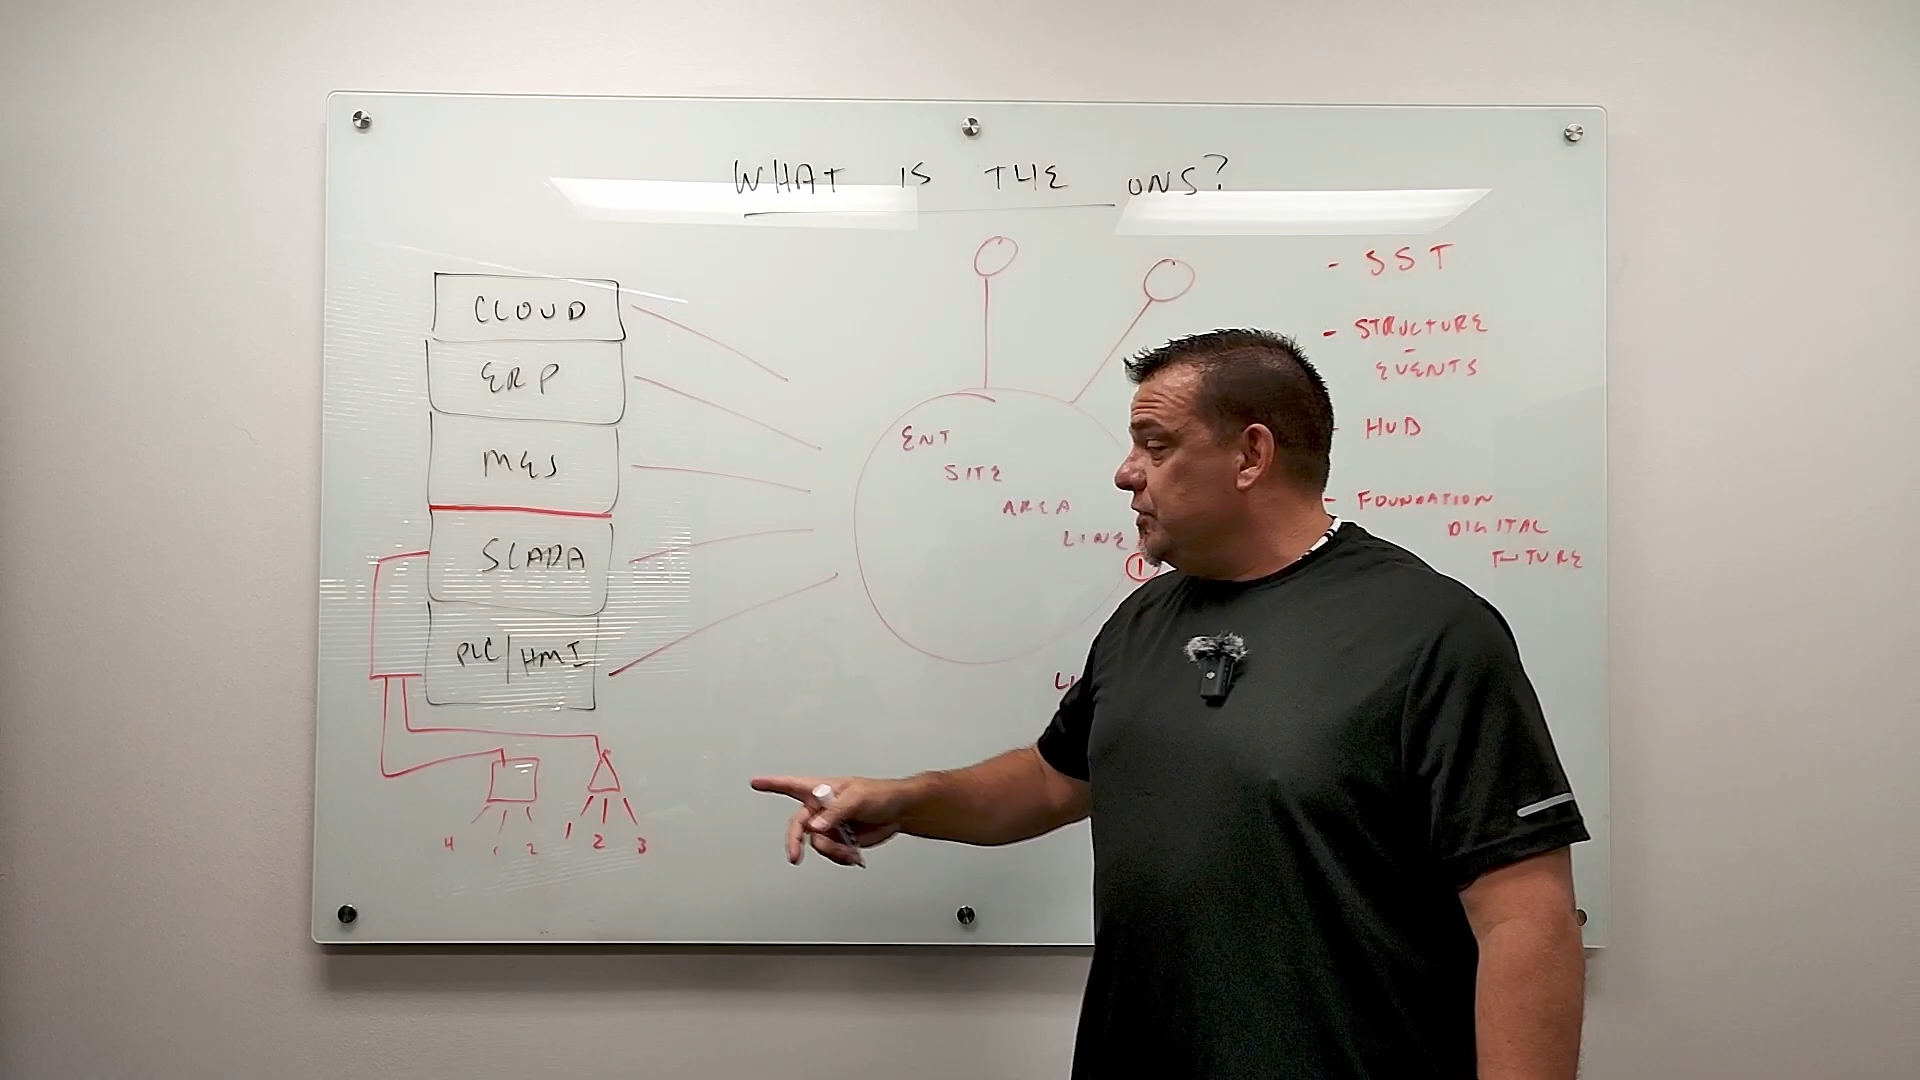 WHAT IS THE UNS?
CLOUD
ERP
MES
SCADA
PLC/HMI
4 1 2 1 2 3
ENT
SITE
AREA
LINE
1
- SST
- STRUCTURE
- EVENTS
- HUB
- FOUNDATION
DIGITAL
FUTURE